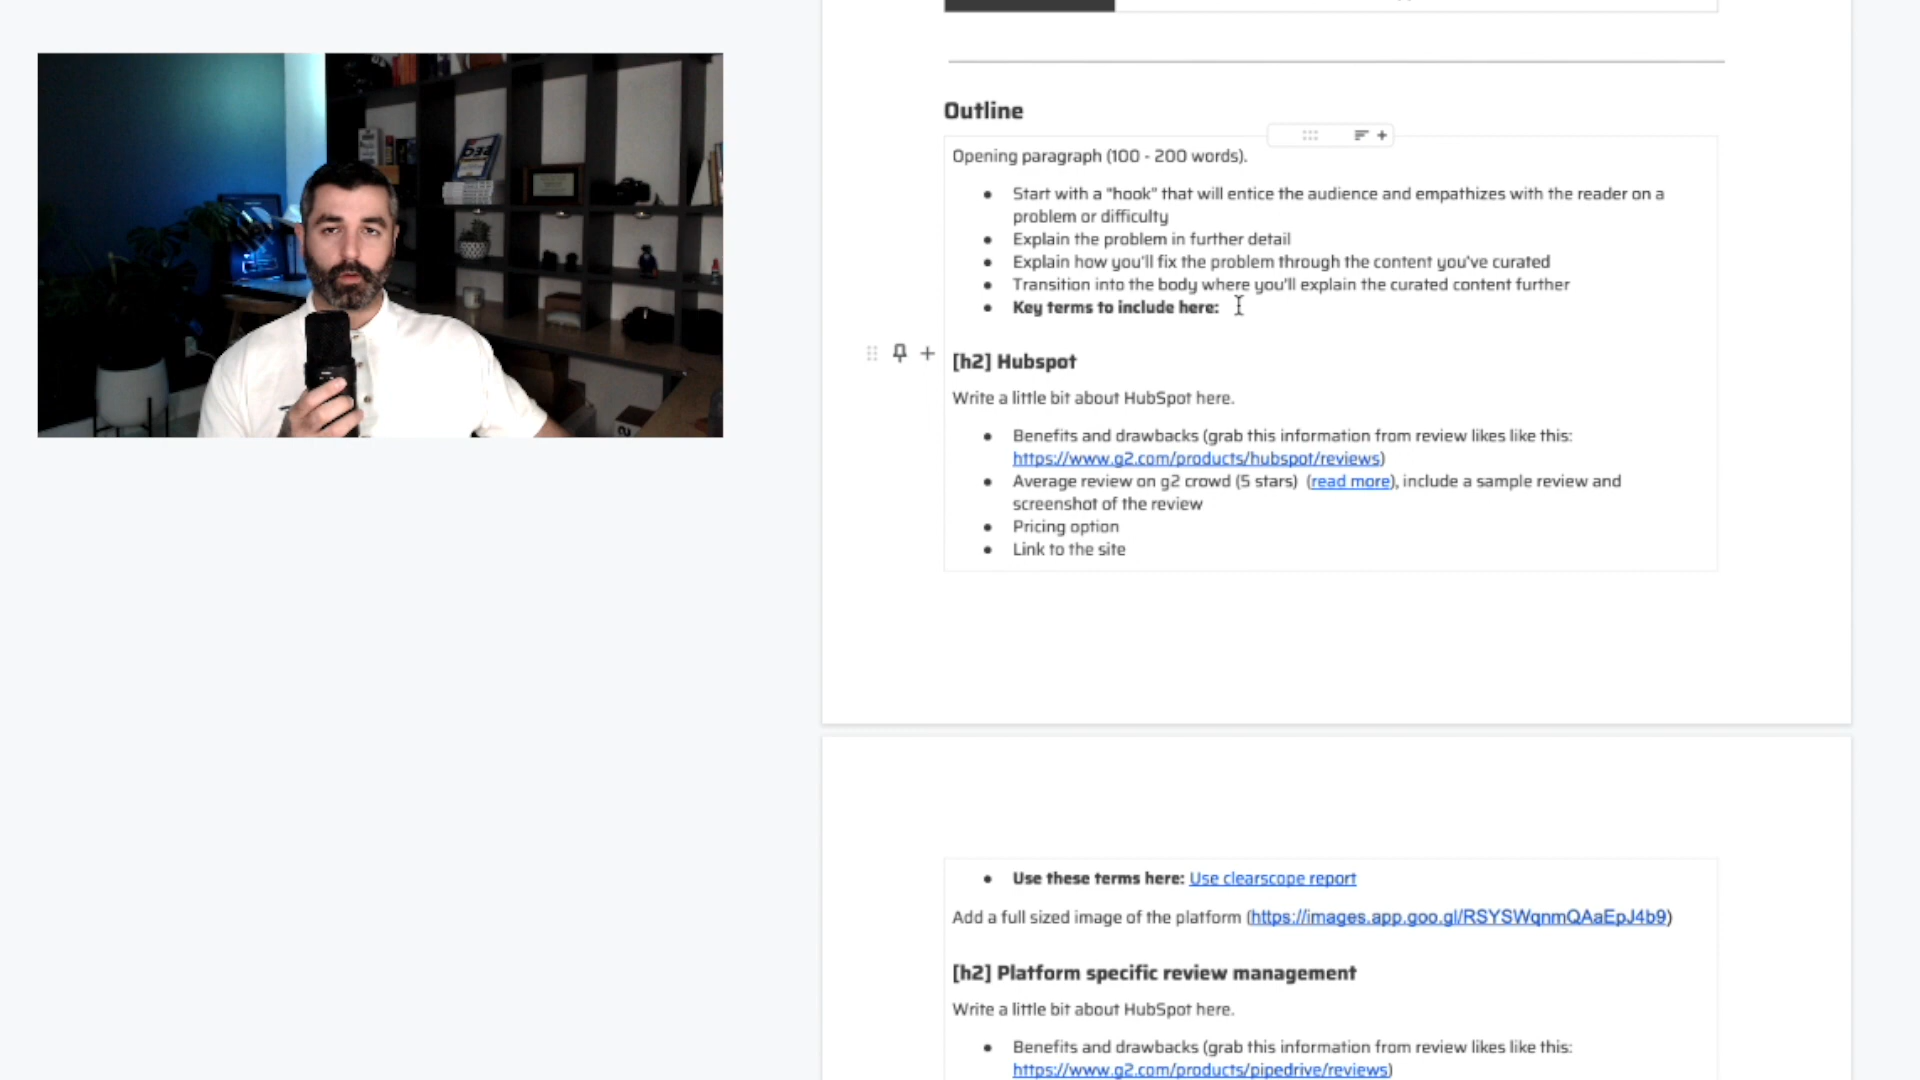 Outline
Opening paragraph (100 - 200 words).
● Start with a "hook" that will entice the audience and empathizes with the reader on a
problem or difficulty
● Explain the problem in further detail
● Explain how you'll fix the problem through the content you've curated
● Transition into the body where you'll explain the curated content further
● Key terms to include here:
[h2] Hubspot
Write a little bit about HubSpot here.
● Benefits and drawbacks (grab this information from review likes like this:
https://www.g2.com/products/hubspot/reviews)
● Average review on g2 crowd (5 stars) (read more), include a sample review and
screenshot of the review
● Pricing option
● Link to the site
● Use these terms here: Use clearscope report
Add a full sized image of the platform (https://images.app.goo.gl/RSYSWqnmQAaEpJ4b9)
[h2] Platform specific review management
Write a little bit about HubSpot here.
● Benefits and drawbacks (grab this information from review likes like this:
https://www.g2.com/products/pipedrive/reviews)